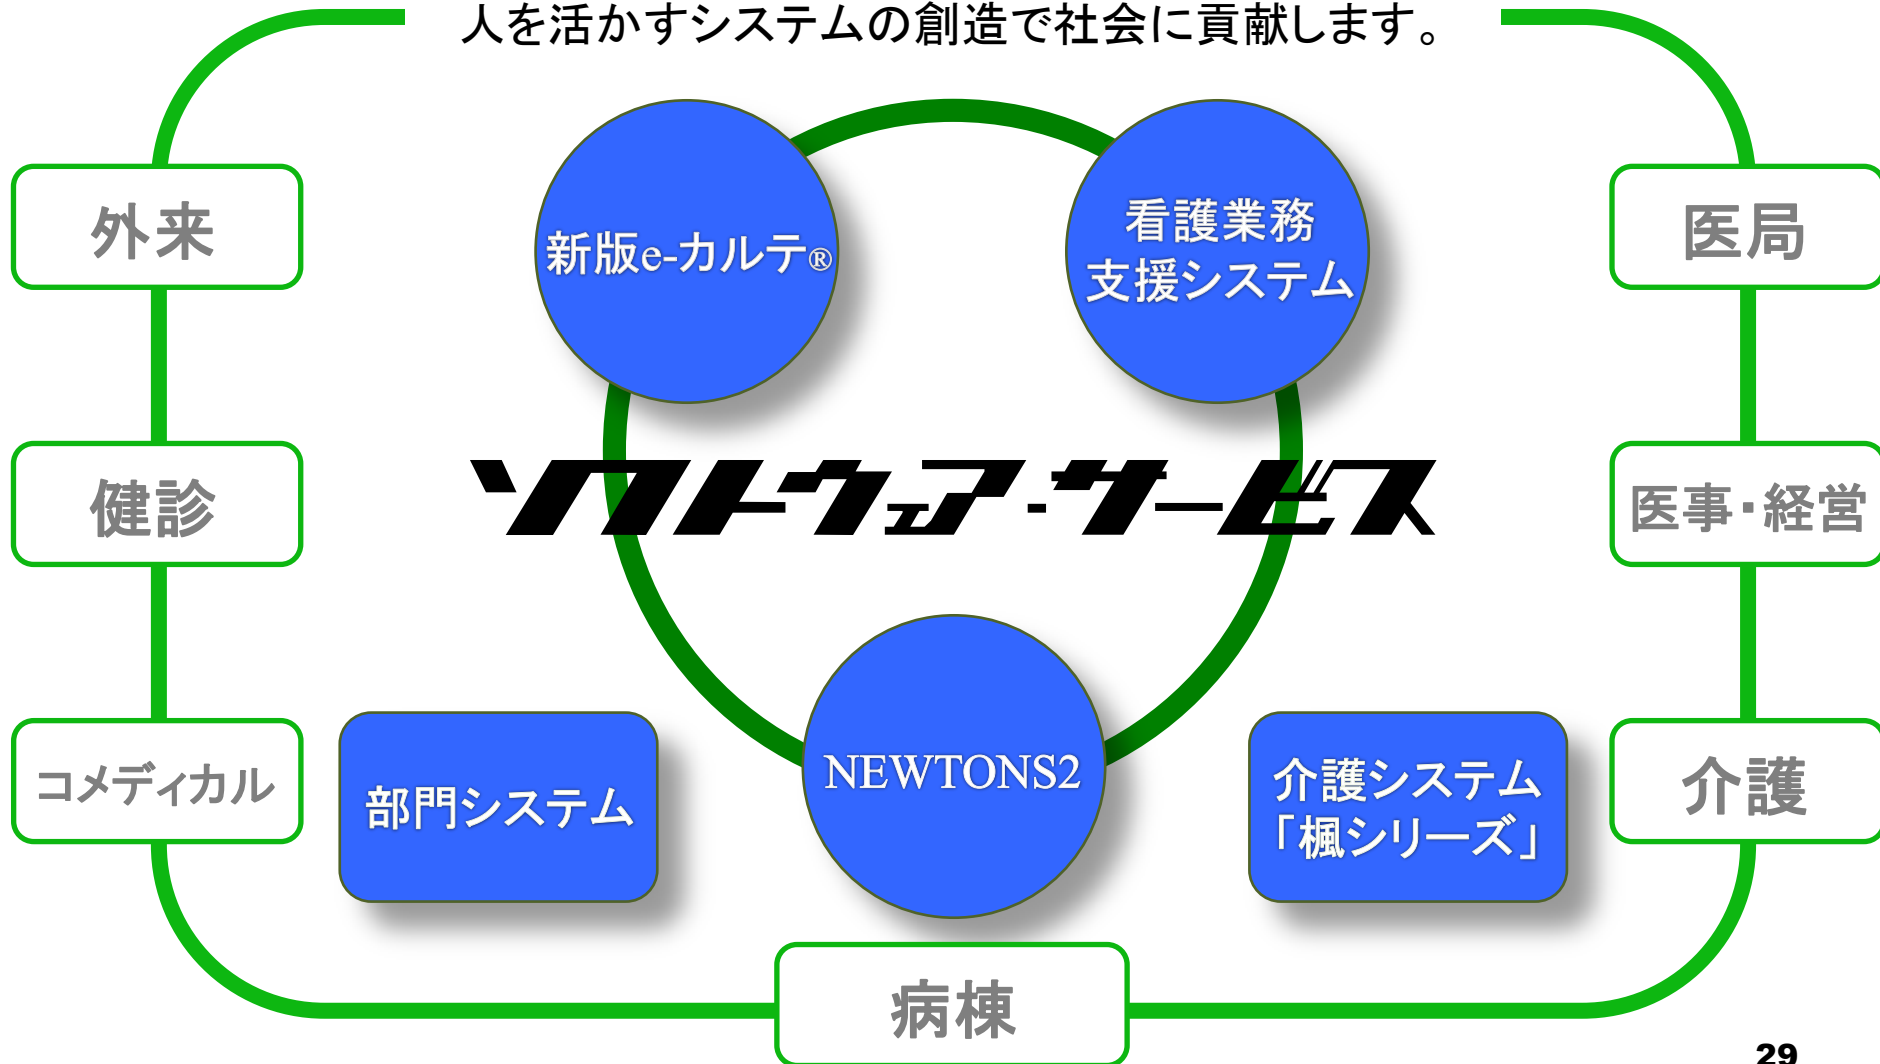 人を活かすシステムの創造で社会に貢献します。
外来
新版e-カルテ®
看護業務
支援システム
医局
健診
ソフトウェア・サービス
医事・経営
コメディカル
部門システム
NEWTONS2
介護システム
「楓シリーズ」
介護
病棟
29